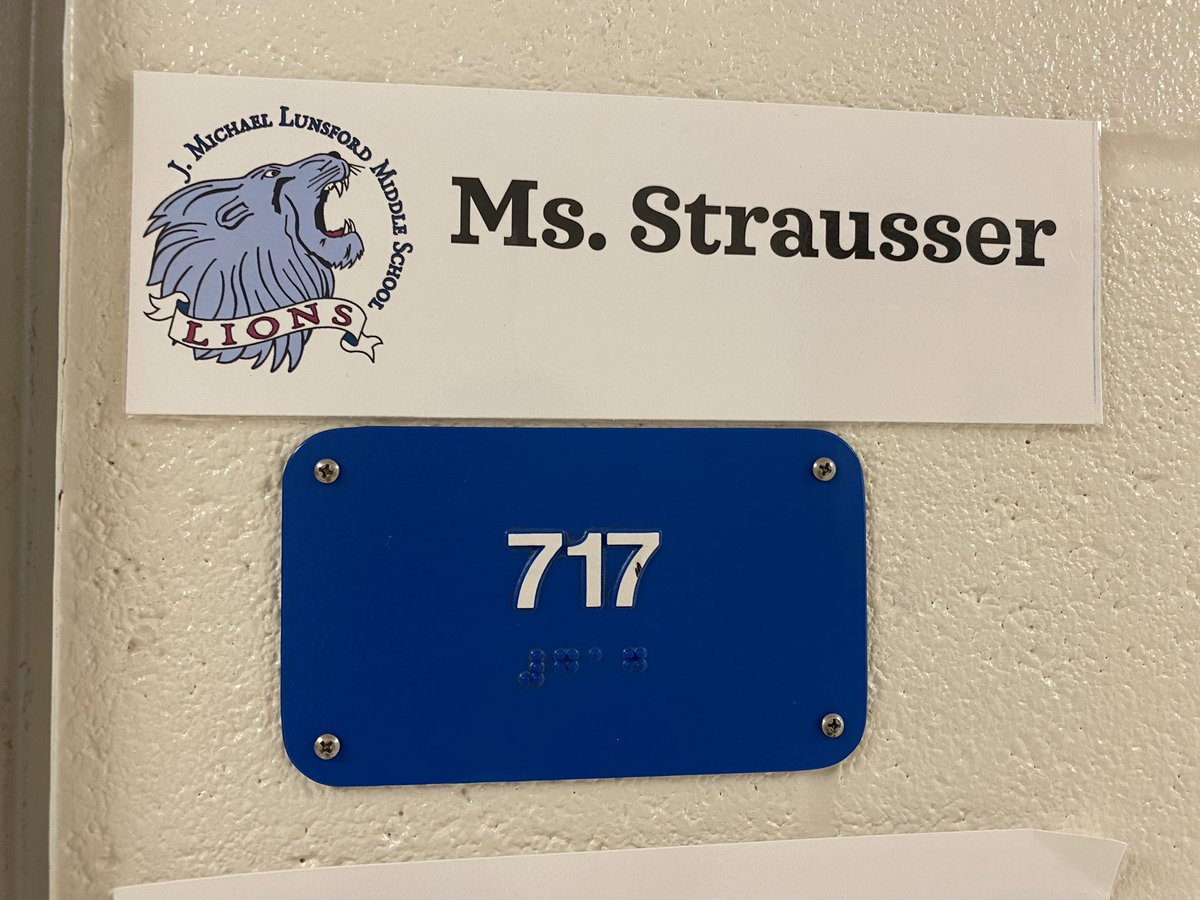 J. Michael Lunsford Middle School
LIONS
Ms. Strausser
717
⠼⠛⠁⠛